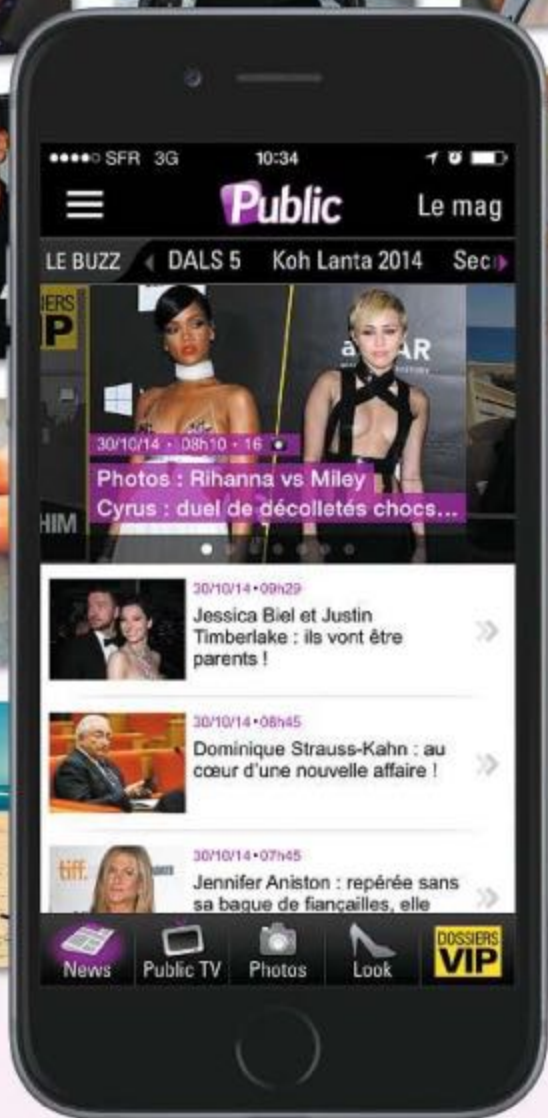 SFR 3G 10:34
Public
Le mag
LE BUZZ DALS 5 Koh Lanta 2014 Sec
IERS
P
HIM
30/10/14 • 08h10 • 16
Photos : Rihanna vs Miley
Cyrus : duel de décolletés chocs...
30/10/14•09h29
Jessica Biel et Justin
Timberlake : ils vont être
parents !
30/10/14•08h45
Dominique Strauss-Kahn : au
cœur d'une nouvelle affaire !
tiff.
30/10/14•07h45
Jennifer Aniston : repérée sans
sa bague de fiançailles, elle
News Public TV Photos Look DOSSIERS
VIP